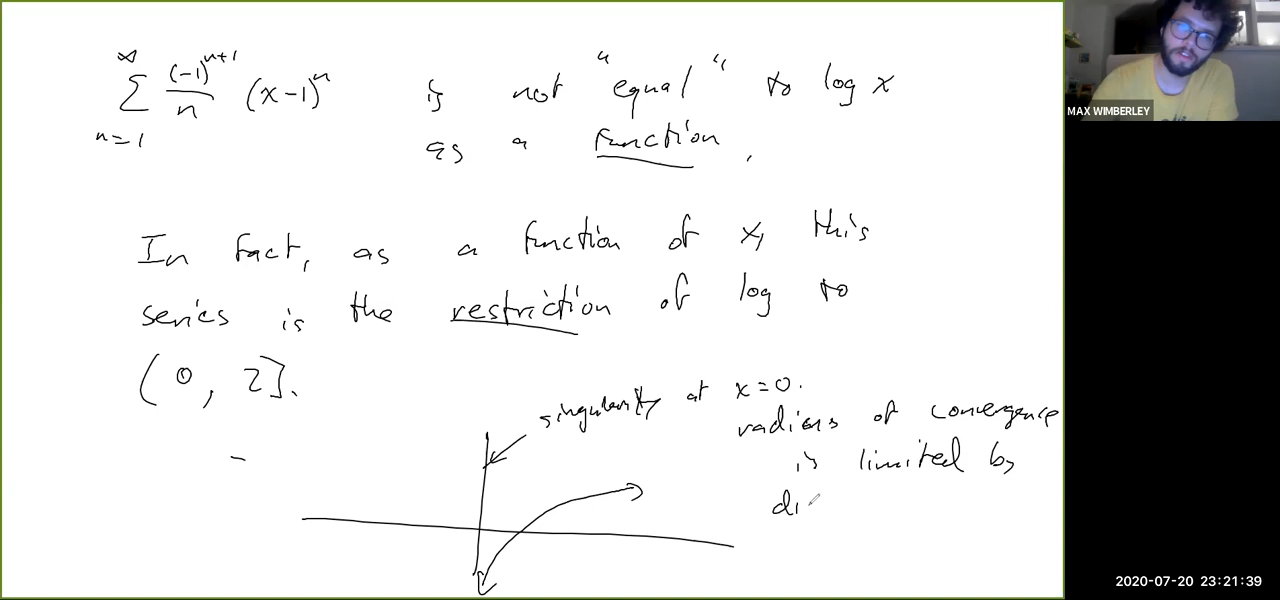 ∞
∑ (-1)^{n+1}/n (x-1)^n is not "equal" to log x
n=1
as a function.
In fact, as a function of x, this
series is the restriction of log to
(0, 2].
singularity at x=0.
radius of convergence
is limited by
di
MAX WIMBERLEY
2020-07-20 23:21:39